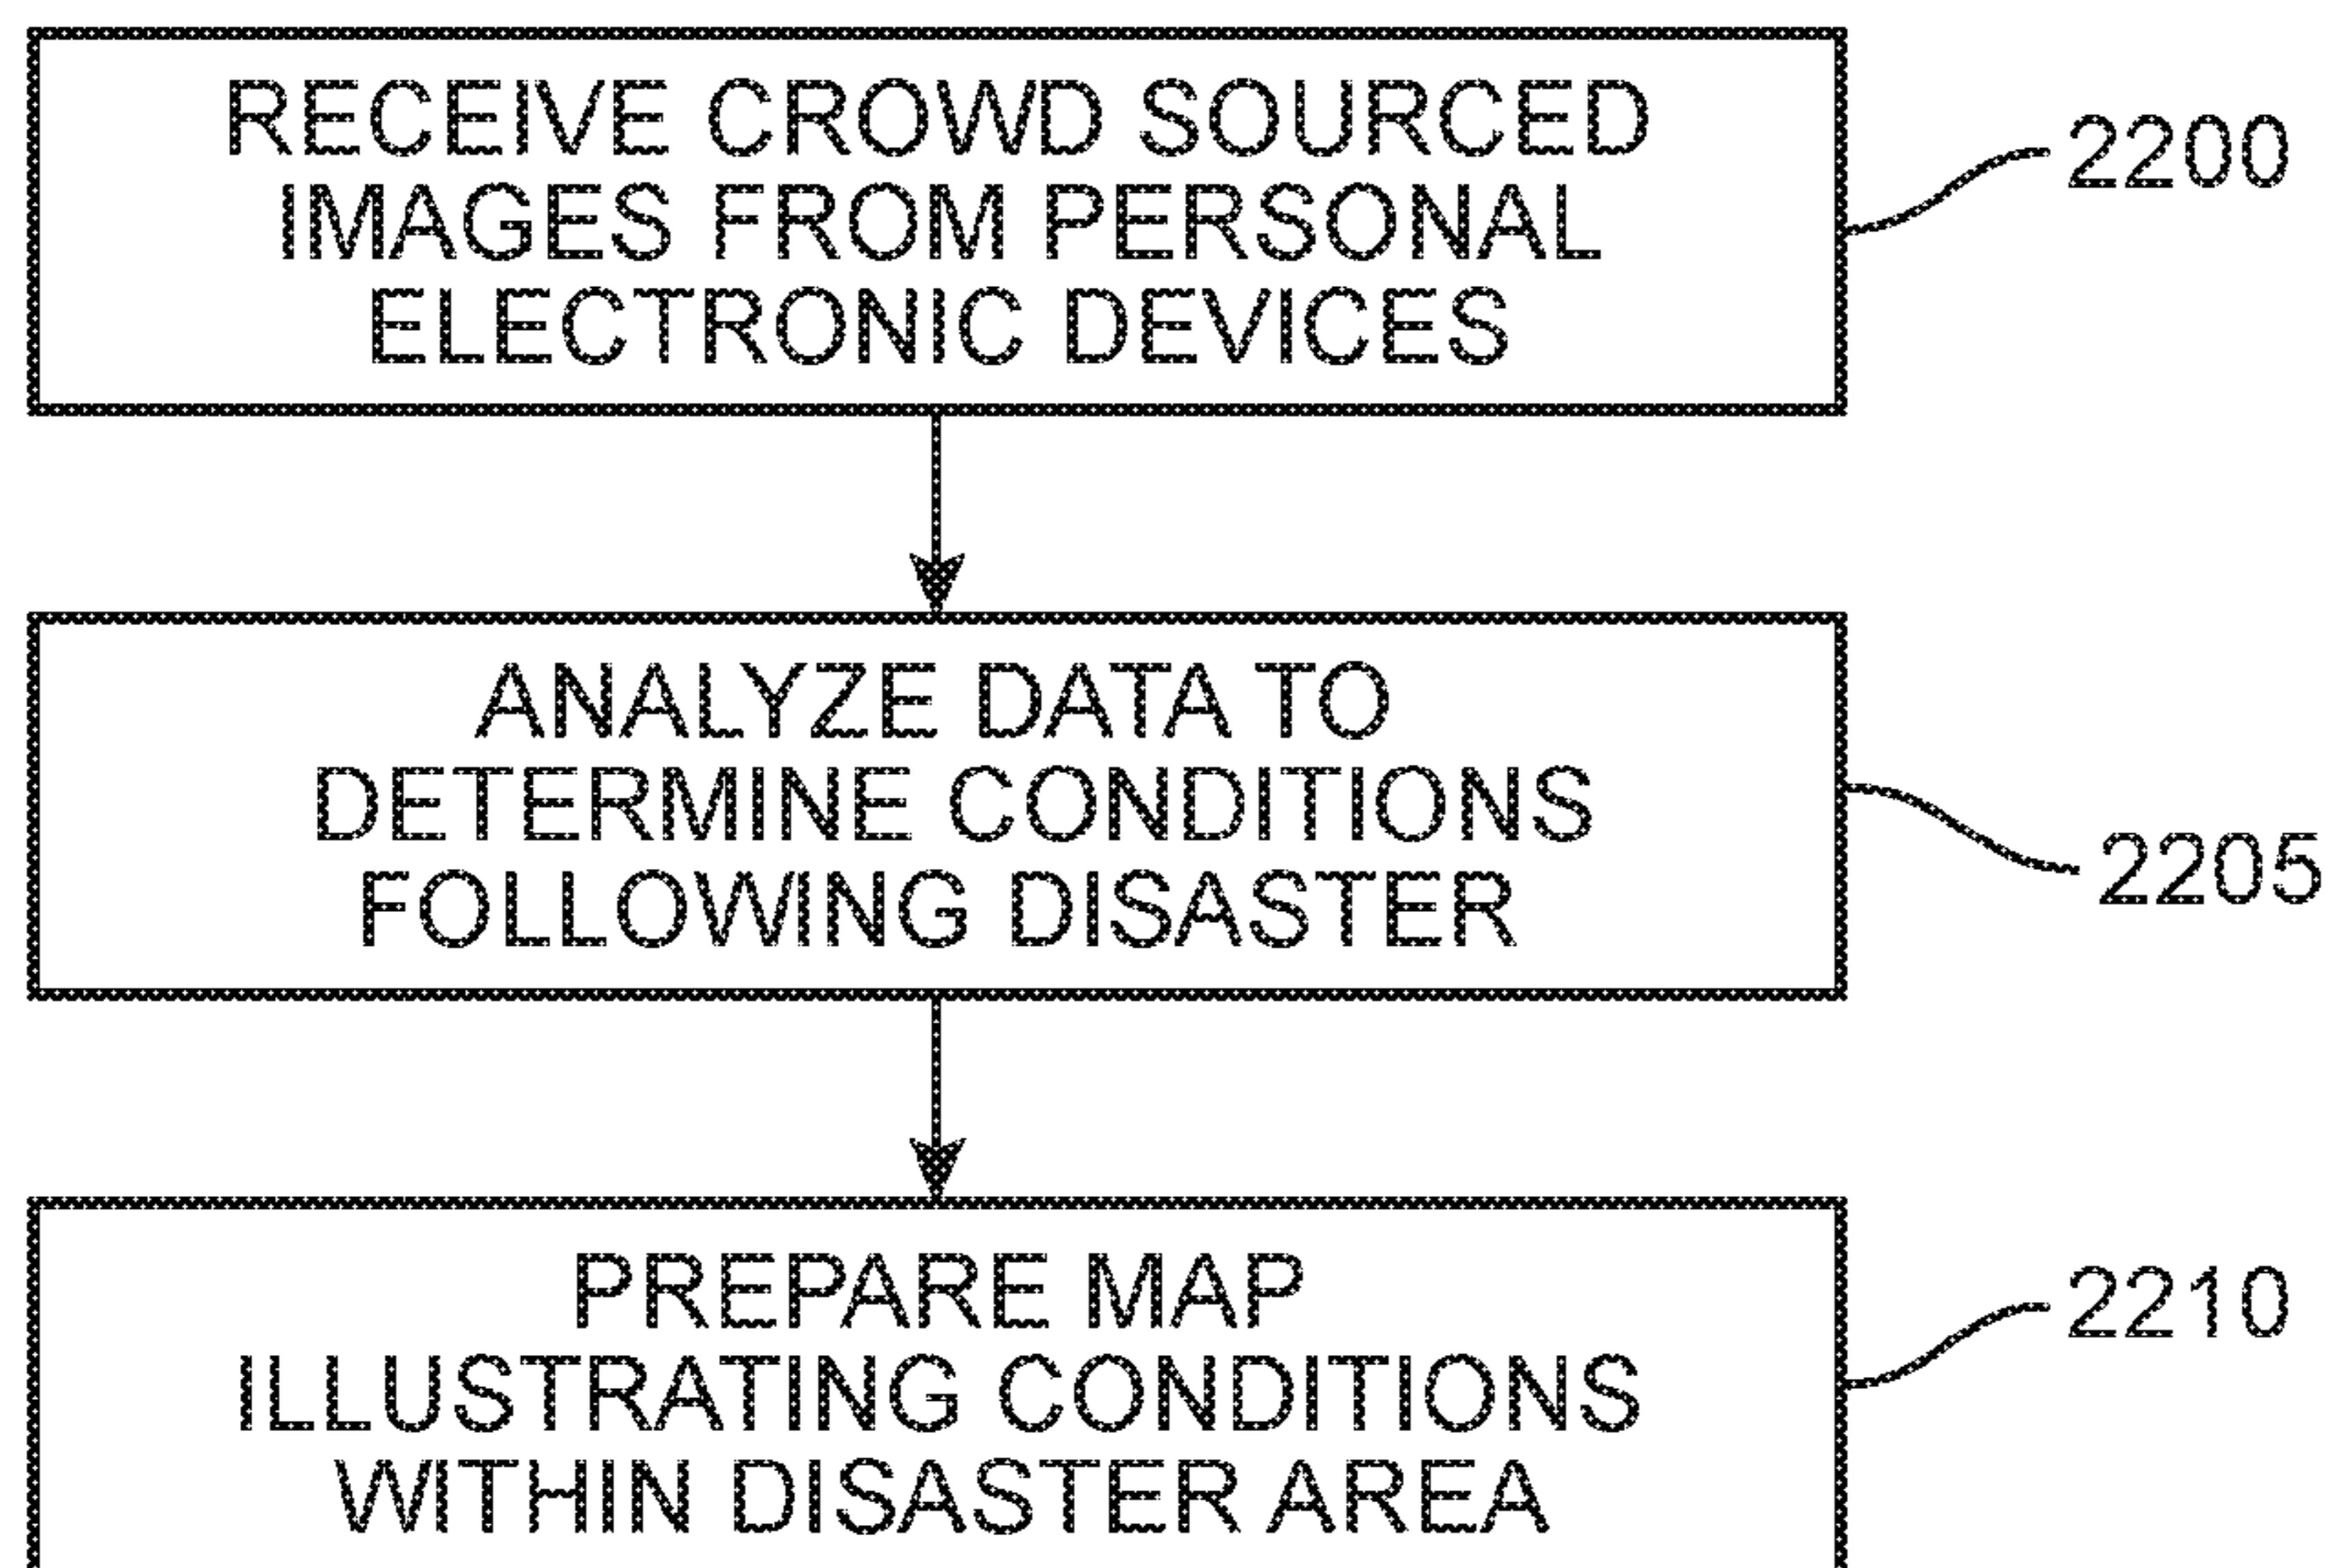 RECEIVE CROWD SOURCED
IMAGES FROM PERSONAL
ELECTRONIC DEVICES
2200
ANALYZE DATA TO
DETERMINE CONDITIONS
FOLLOWING DISASTER
2205
PREPARE MAP
ILLUSTRATING CONDITIONS
WITHIN DISASTER AREA
2210